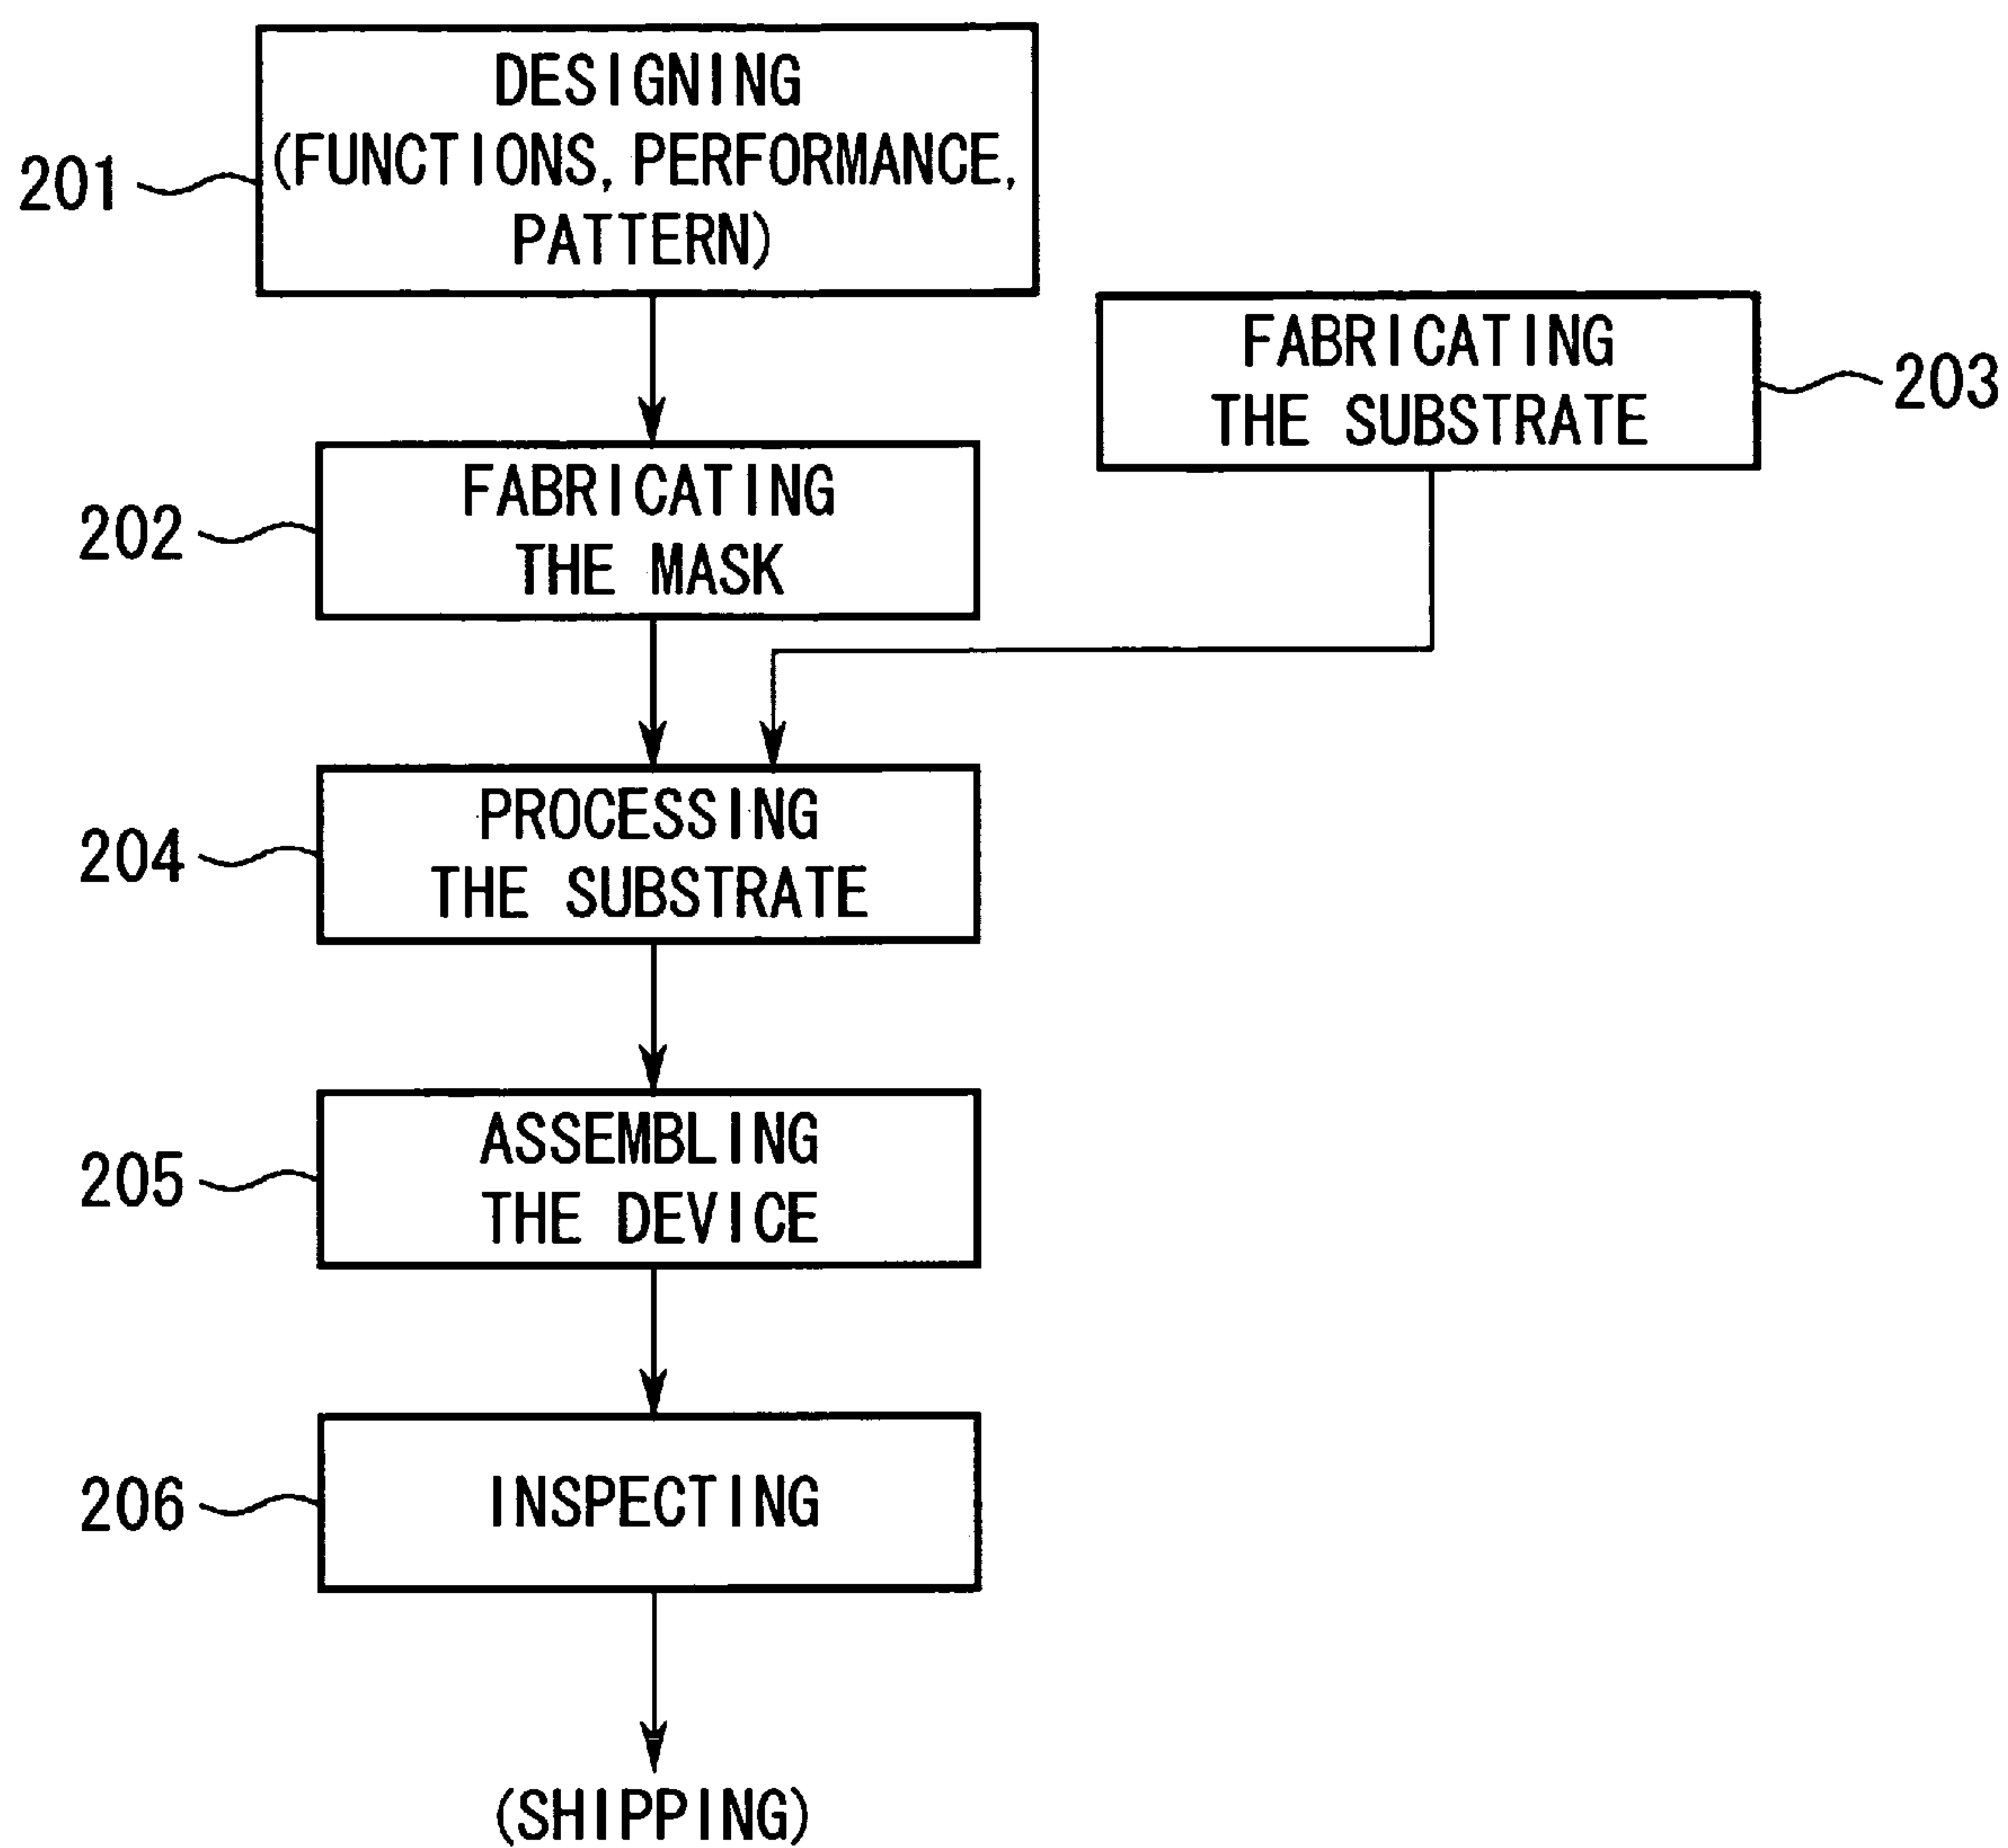 DESIGNING
(FUNCTIONS, PERFORMANCE,
PATTERN)
201
FABRICATING
THE SUBSTRATE
203
FABRICATING
THE MASK
202
PROCESSING
THE SUBSTRATE
204
ASSEMBLING
THE DEVICE
205
INSPECTING
206
(SHIPPING)